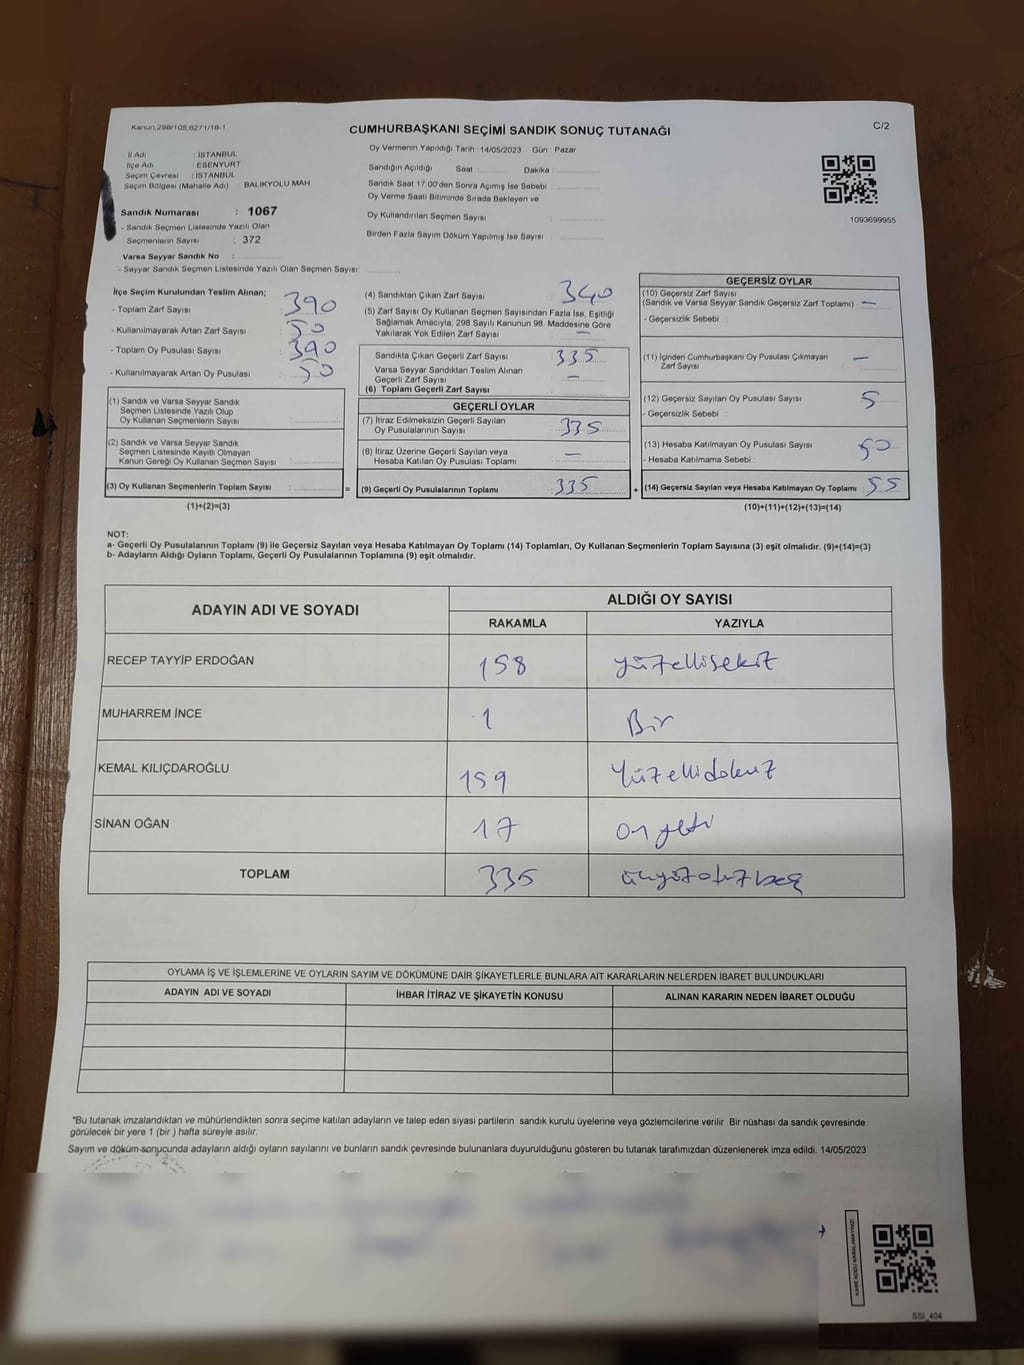 Kanun.298/105,6271/18-1
CUMHURBAŞKANI SEÇİMİ SANDIK SONUÇ TUTANAĞI
C/2
İl Adı : İSTANBUL
İlçe Adı : ESENYURT
Seçim Çevresi : İSTANBUL
Seçim Bölgesi (Mahalle Adı) : BALIKYOLU MAH.
Sandık Numarası : 1067
- Sandık Seçmen Listesinde Yazılı Olan
Seçmenlerin Sayısı : 372
Varsa Seyyar Sandık No :
- Seyyar Sandık Seçmen Listesinde Yazılı Olan Seçmen Sayısı:
Oy Vermenin Yapıldığı Tarih : 14/05/2023 Gün : Pazar
Sandığın Açıldığı Saat : Dakika :
Sandık Saat 17:00'den Sonra Açımış İse Sebebi :
Oy Verme Saati Bitiminde Sırada Bekleyen ve
Oy Kullandırılan Seçmen Sayısı :
Birden Fazla Sayım Döküm Yapılmış İse Sayısı :
1093699955
İlçe Seçim Kurulundan Teslim Alınan;
- Toplam Zarf Sayısı : 390
- Kullanılmayarak Artan Zarf Sayısı : 50
- Toplam Oy Pusulası Sayısı : 390
- Kullanılmayarak Artan Oy Pusulası : 50
(1) Sandık ve Varsa Seyyar Sandık
Seçmen Listesinde Yazılı Olup
Oy Kullanan Seçmenlerin Sayısı :
(2) Sandık ve Varsa Seyyar Sandık
Seçmen Listesinde Kayıtlı Olmayan
Kanun Gereği Oy Kullanan Seçmen Sayısı :
(3) Oy Kullanan Seçmenlerin Toplam Sayısı :
(1)+(2)=(3)
=
(4) Sandıktan Çıkan Zarf Sayısı : 340
(5) Zarf Sayısı Oy Kullanan Seçmen Sayısından Fazla İse, Eşitliği
Sağlamak Amacıyla, 298 Sayılı Kanunun 98. Maddesine Göre
Yakılarak Yok Edilen Zarf Sayısı : —
Sandıkta Çıkan Geçerli Zarf Sayısı : 335
Varsa Seyyar Sandıktan Teslim Alınan
Geçerli Zarf Sayısı : —
(6) Toplam Geçerli Zarf Sayısı
GEÇERLİ OYLAR
(7) İtiraz Edilmeksizin Geçerli Sayılan
Oy Pusulalarının Sayısı : 335
(8) İtiraz Üzerine Geçerli Sayılan veya
Hesaba Katılan Oy Pusulası Toplamı : —
(9) Geçerli Oy Pusulalarının Toplamı : 335
+
GEÇERSİZ OYLAR
(10) Geçersiz Zarf Sayısı
(Sandık ve Varsa Seyyar Sandık Geçersiz Zarf Toplamı) : —
- Geçersizlik Sebebi :
(11) İçinden Cumhurbaşkanı Oy Pusulası Çıkmayan
Zarf Sayısı : —
(12) Geçersiz Sayılan Oy Pusulası Sayısı : 5
- Geçersizlik Sebebi :
(13) Hesaba Katılmayan Oy Pusulası Sayısı : 50
- Hesaba Katılmama Sebebi :
(14) Geçersiz Sayılan veya Hesaba Katılmayan Oy Toplamı : 55
(10)+(11)+(12)+(13)=(14)
NOT:
a- Geçerli Oy Pusulalarının Toplamı (9) ile Geçersiz Sayılan veya Hesaba Katılmayan Oy Toplamı (14) Toplamları, Oy Kullanan Seçmenlerin Toplam Sayısına (3) eşit olmalıdır. (9)+(14)=(3)
b- Adayların Aldığı Oyların Toplamı, Geçerli Oy Pusulalarının Toplamına (9) eşit olmalıdır.
ADAYIN ADI VE SOYADI
ALDIĞI OY SAYISI
RAKAMLA YAZIYLA
RECEP TAYYİP ERDOĞAN 158 yüzellisekiz
MUHARREM İNCE 1 Bir
KEMAL KILIÇDAROĞLU 159 Yüzellidokuz
SİNAN OĞAN 17 onyedi
TOPLAM 335 üçyüzotuzbeş
OYLAMA İŞ VE İŞLEMLERİNE VE OYLARIN SAYIM VE DÖKÜMÜNE DAİR ŞİKAYETLERLE BUNLARA AİT KARARLARIN NELERDEN İBARET BULUNDUKLARI
ADAYIN ADI VE SOYADI İHBAR İTİRAZ VE ŞİKAYETİN KONUSU ALINAN KARARIN NEDEN İBARET OLDUĞU
*Bu tutanak imzalandıktan ve mühürlendikten sonra seçime katılan adayların ve talep eden siyasi partilerin sandık kurulu üyelerine veya gözlemcilerine verilir. Bir nüshası da sandık çevresinde
görülecek bir yere 1 (bir ) hafta süreyle asılır.
Sayım ve döküm sonucunda adayların aldığı oyların sayılarını ve bunların sandık çevresinde bulunanlara duyurulduğunu gösteren bu tutanak tarafımızdan düzenlenerek imza edildi. 14/05/2023
KARE KODU KARALAMAYINIZ!
SSI_404